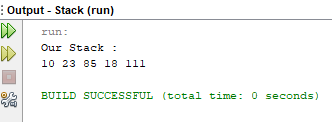 Output - Stack (run)
run:
Our Stack :
10 23 85 18 111
BUILD SUCCESSFUL (total time: 0 seconds)